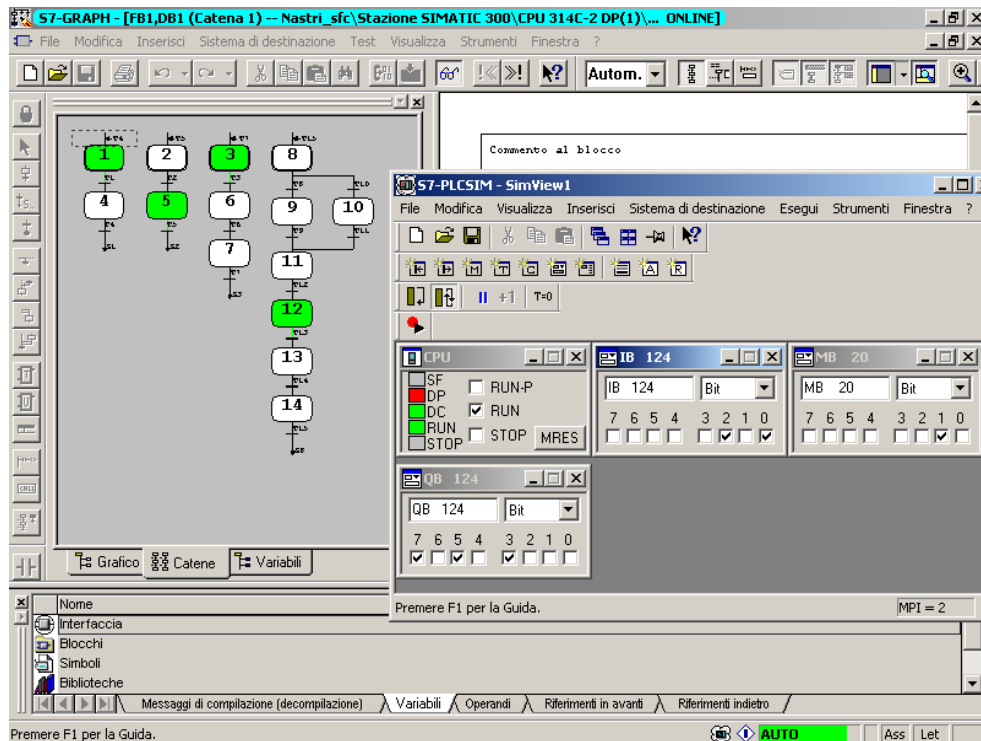 S7-GRAPH - [FB1,DB1 (Catena 1) -- Nastri_sfc\Stazione SIMATIC 300\CPU 314C-2 DP(1)\... ONLINE]
File Modifica Inserisci Sistema di destinazione Test Visualizza Strumenti Finestra ?
Autom.
1 2 3 8
4 5 6 9 10
7
11
12
13
14
Commento al blocco
Grafico Catene Variabili
S7-PLCSIM - SimView1
File Modifica Visualizza Inserisci Sistema di destinazione Esegui Strumenti Finestra ?
+1 T=0
CPU
SF
DP
DC
RUN
STOP
RUN-P
RUN
STOP MRES
IB 124
IB 124 Bit
7 6 5 4 3 2 1 0
MB 20
MB 20 Bit
7 6 5 4 3 2 1 0
QB 124
QB 124 Bit
7 6 5 4 3 2 1 0
Premere F1 per la Guida. MPI = 2
Nome
Interfaccia
Blocchi
Simboli
Biblioteche
Messaggi di compilazione (decompilazione) Variabili Operandi Riferimenti in avanti Riferimenti indietro
Premere F1 per la Guida. AUTO Ass Let